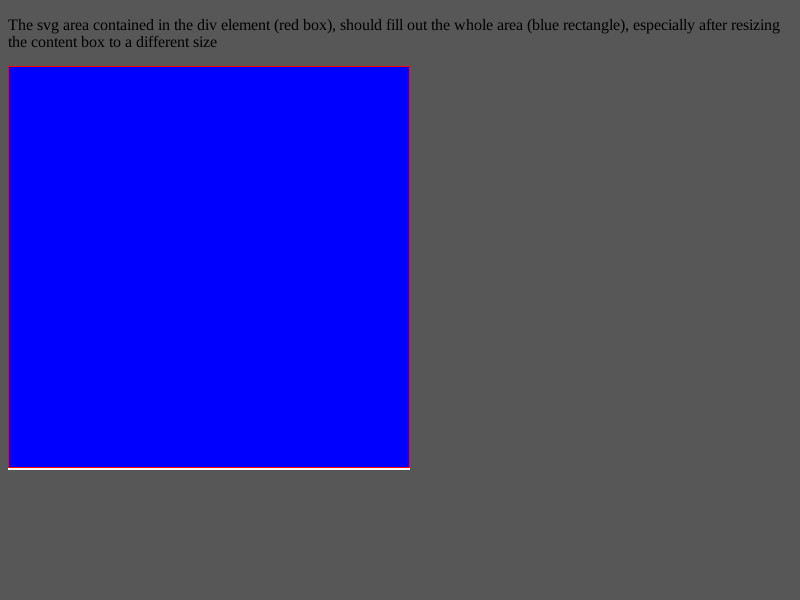 The svg area contained in the div element (red box), should fill out the whole area (blue rectangle), especially after resizing
the content box to a different size